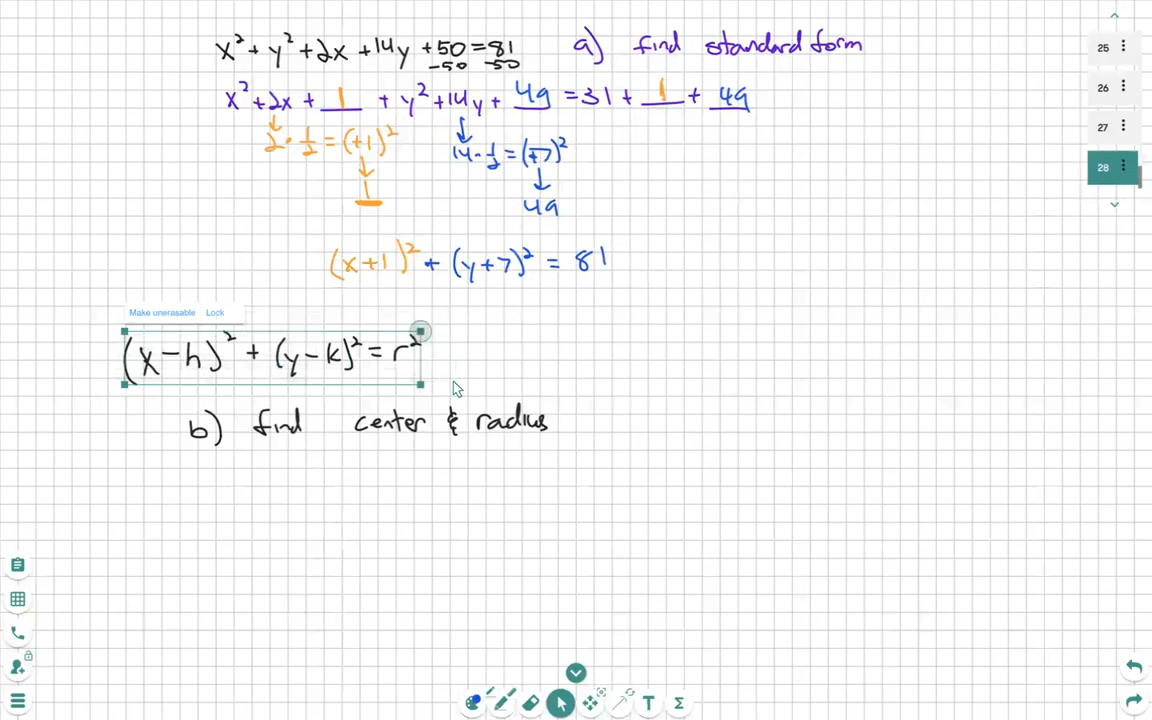 x² + y² + 2x + 14y + 50 = 81 a) find standard form
-50 -50
x² + 2x + 1 + y² + 14y + 49 = 31 + 1 + 49
2 · 1/2 = (+1)² 14 · 1/2 = (+7)²
1 49
(x+1)² + (y+7)² = 81
Make unerasable Lock
(x-h)² + (y-k)² = r²
b) find center & radius
25
26
27
28
T Σ